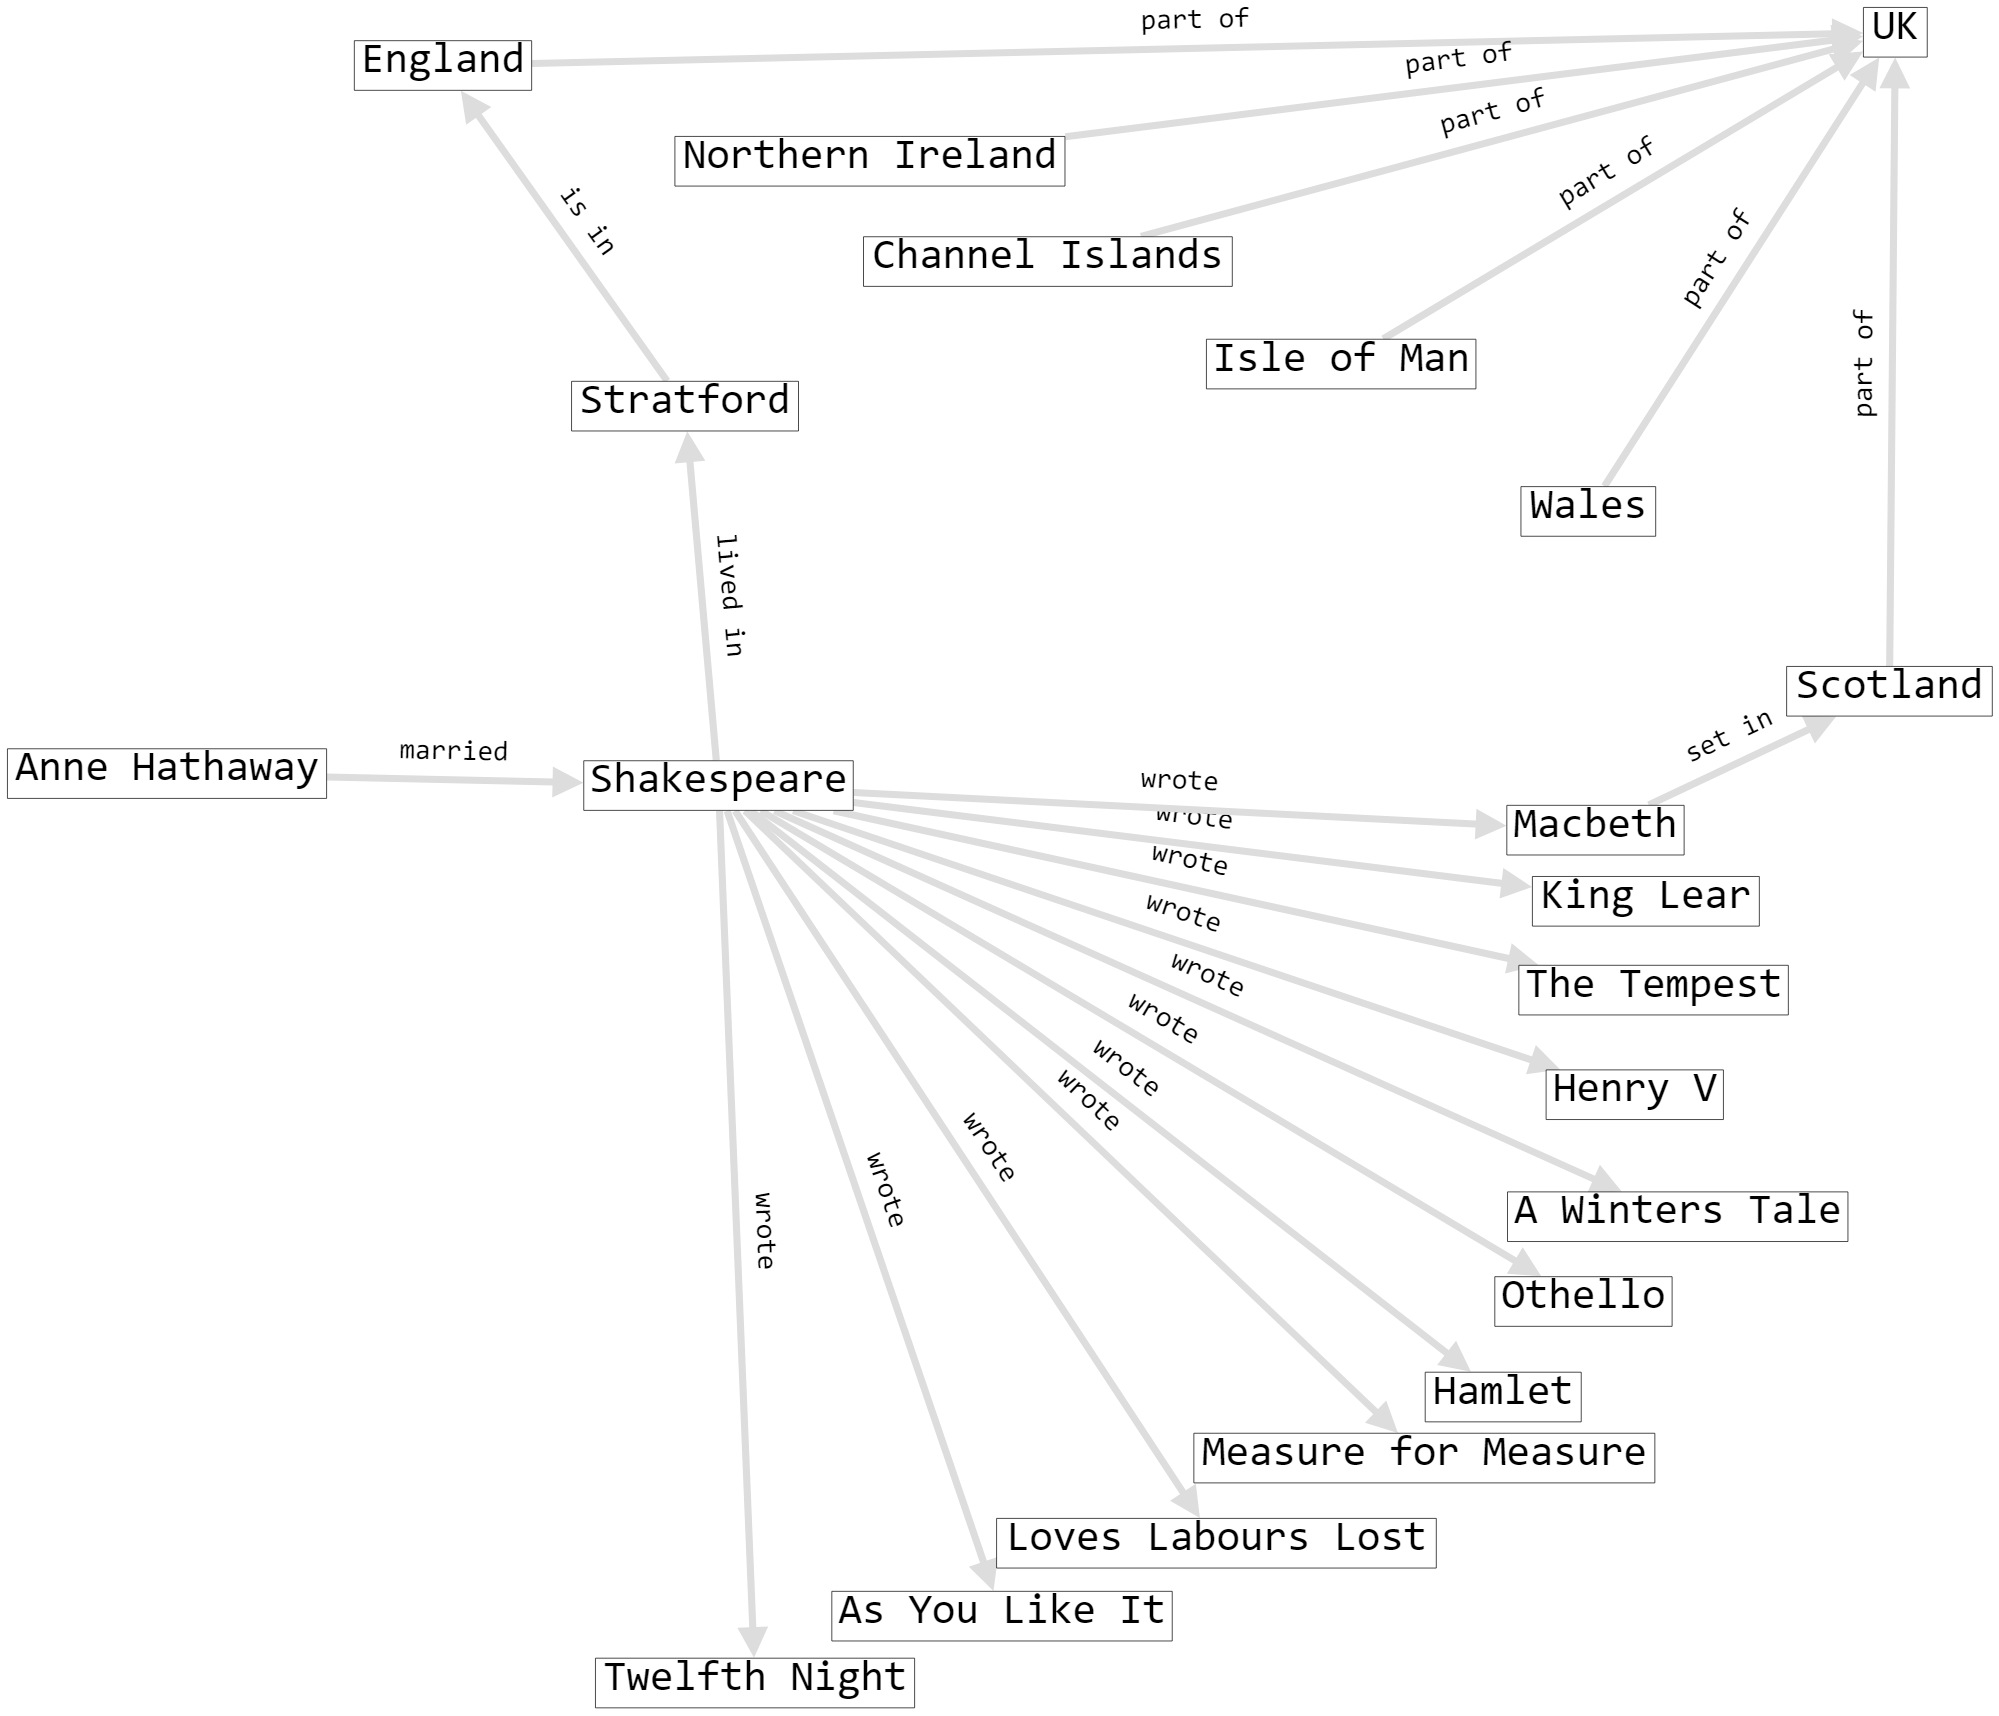 part of
UK
England
part of
part of
Northern Ireland
part of
is in
part of
Channel Islands
part of
Isle of Man
Stratford
Wales
lived in
Scotland
set in
Anne Hathaway
married
Shakespeare
wrote
Macbeth
wrote
wrote
King Lear
wrote
wrote
The Tempest
wrote
wrote
Henry V
wrote
wrote
wrote
wrote
A Winters Tale
Othello
Hamlet
Measure for Measure
Loves Labours Lost
As You Like It
Twelfth Night